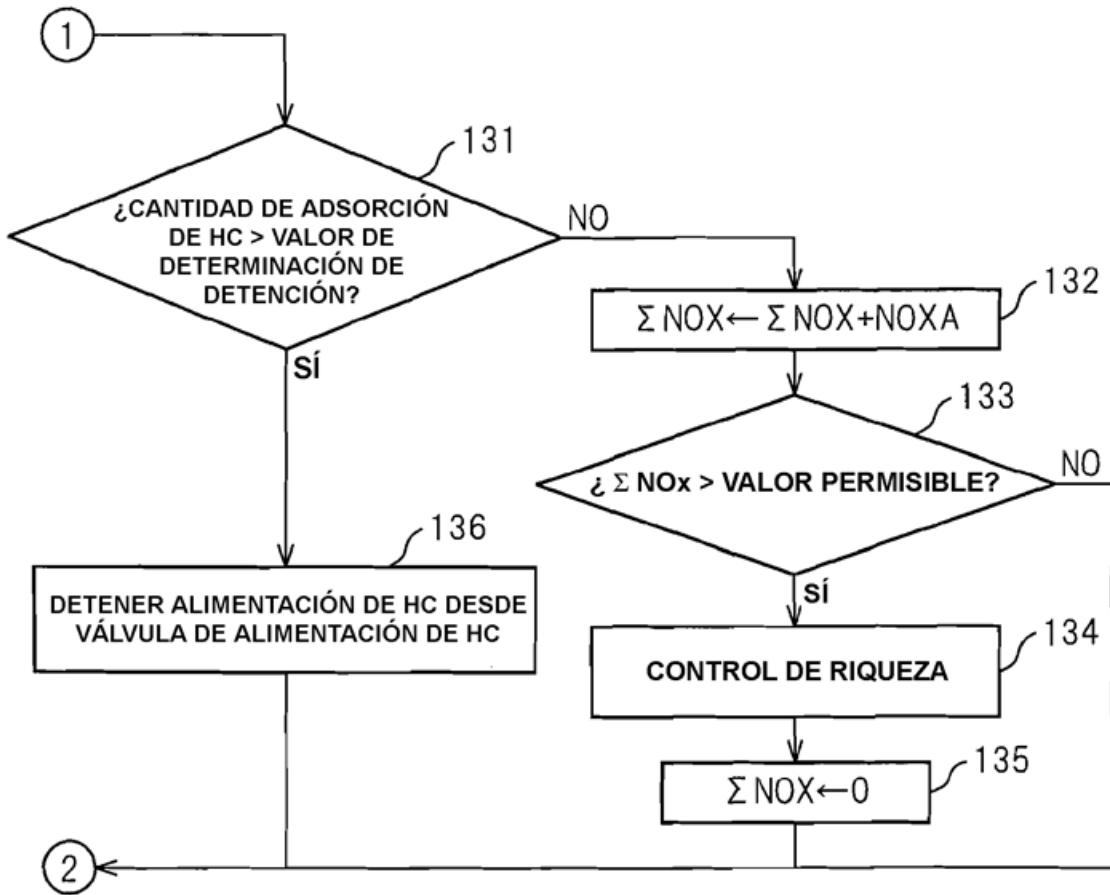 1
131
¿CANTIDAD DE ADSORCIÓN
DE HC > VALOR DE
DETERMINACIÓN DE
DETENCIÓN?
NO
SÍ
132
Σ NOX←Σ NOX+NOXA
133
¿ Σ NOx > VALOR PERMISIBLE?
NO
SÍ
136
DETENER ALIMENTACIÓN DE HC DESDE
VÁLVULA DE ALIMENTACIÓN DE HC
134
CONTROL DE RIQUEZA
135
Σ NOX←0
2